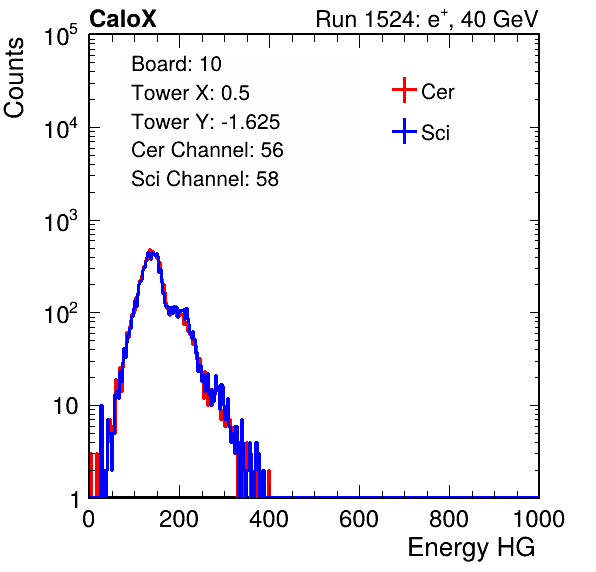 CaloX Run 1524: e⁺, 40 GeV
Board: 10
Tower X: 0.5
Tower Y: -1.625
Cer Channel: 56
Sci Channel: 58
Cer
Sci
Counts
10⁵
10⁴
10³
10²
10
1
0 200 400 600 800 1000
Energy HG